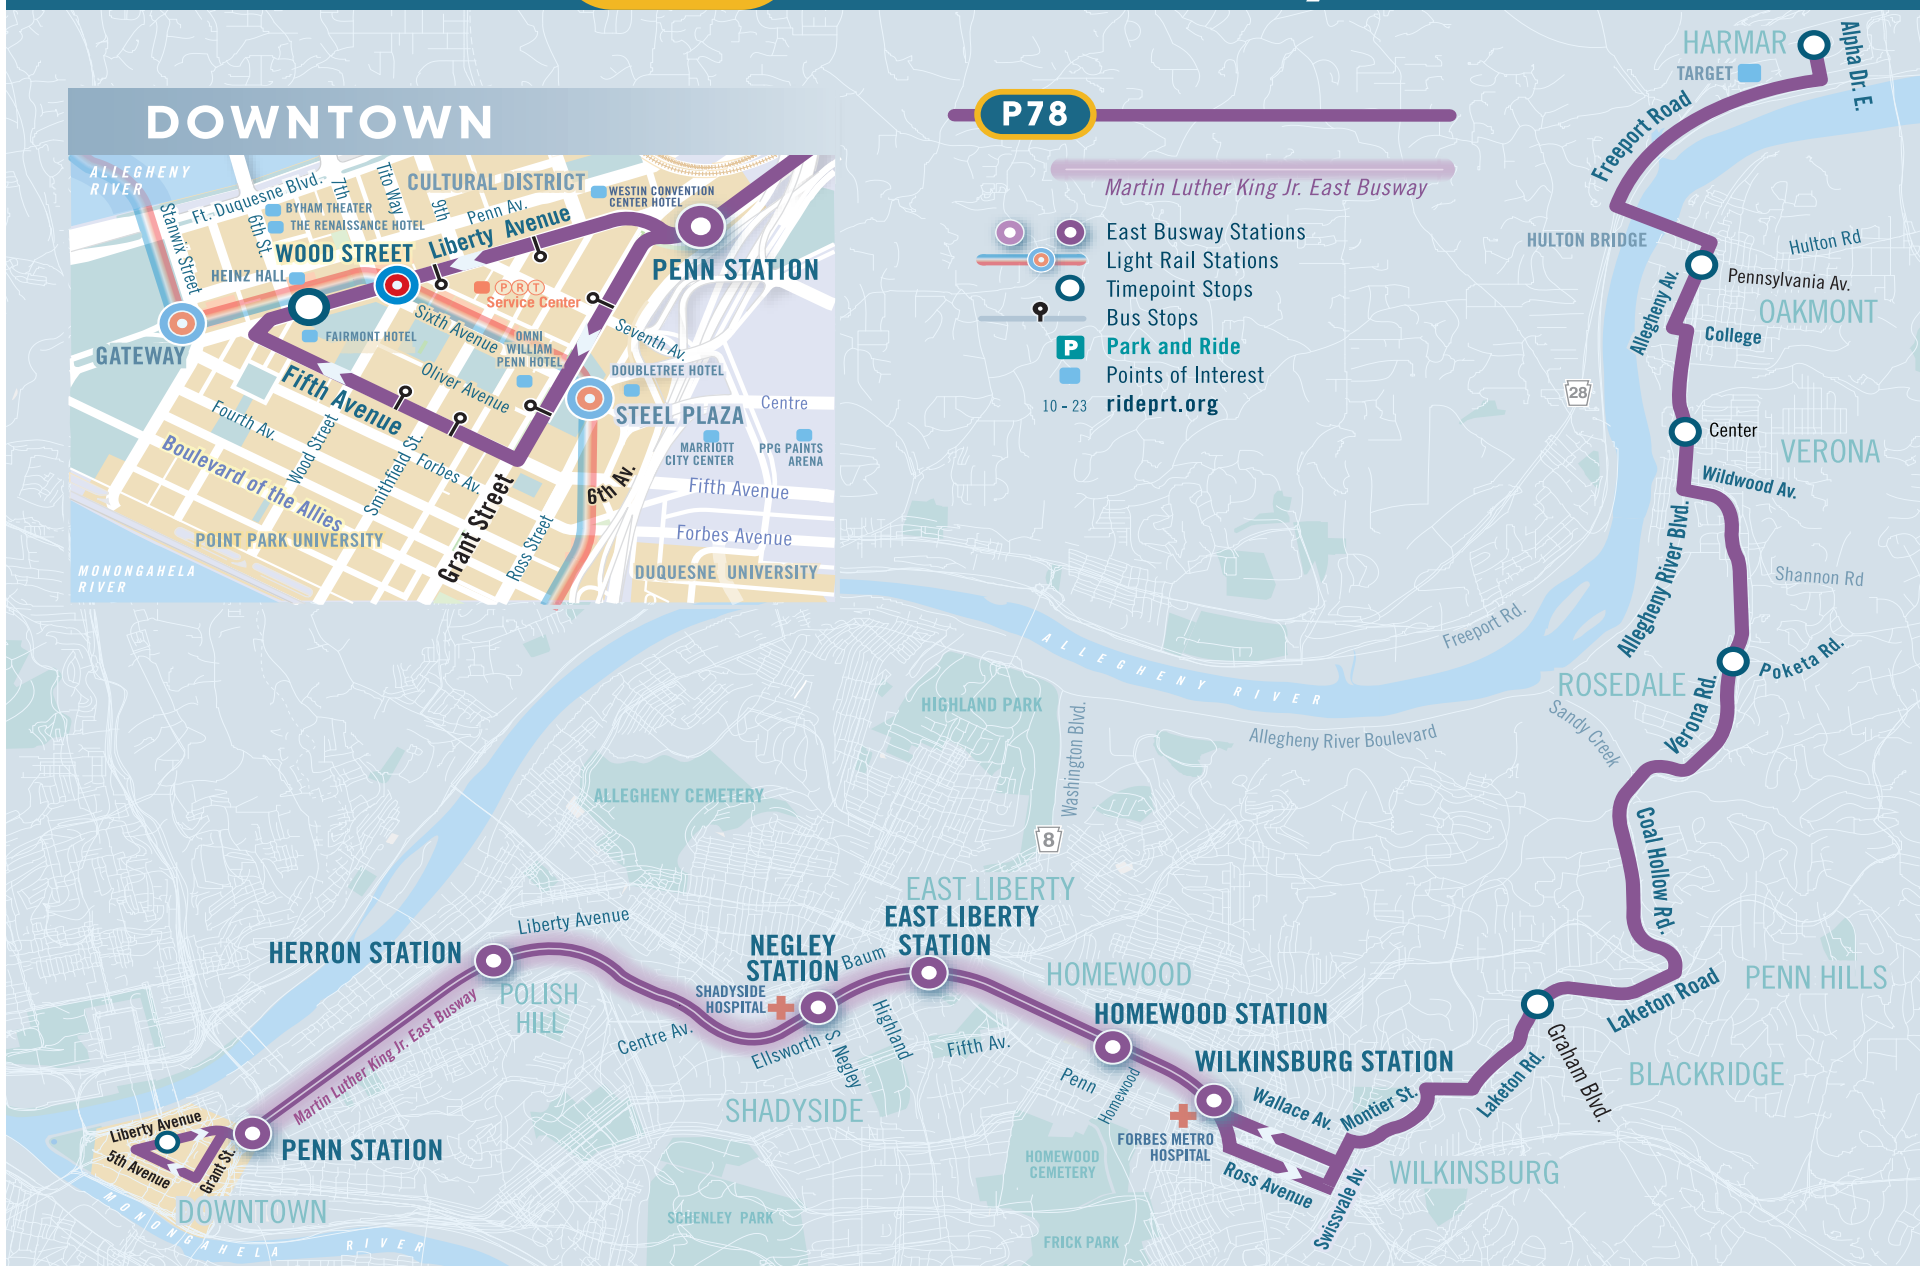 DOWNTOWN
ALLEGHENY
RIVER
Stanwix Street
Ft. Duquesne Blvd.
6th St.
7th
Tito Way
9th
Penn Av.
CULTURAL DISTRICT
BYHAM THEATER
THE RENAISSANCE HOTEL
WESTIN CONVENTION
CENTER HOTEL
WOOD STREET
Liberty Avenue
HEINZ HALL
PENN STATION
PRT
Service Center
GATEWAY
FAIRMONT HOTEL
Sixth Avenue
OMNI
WILLIAM
PENN HOTEL
Seventh Av.
DOUBLETREE HOTEL
Fifth Avenue
Oliver Avenue
STEEL PLAZA
Centre
MARRIOTT
CITY CENTER
PPG PAINTS
ARENA
Fourth Av.
Wood Street
Smithfield St.
Forbes Av.
Boulevard of the Allies
Grant Street
Ross Street
6th Av.
Fifth Avenue
Forbes Avenue
POINT PARK UNIVERSITY
DUQUESNE UNIVERSITY
MONONGAHELA
RIVER
P78
Martin Luther King Jr. East Busway
East Busway Stations
Light Rail Stations
Timepoint Stops
Bus Stops
P Park and Ride
Points of Interest
10 - 23 rideprt.org
HARMAR
TARGET
Alpha Dr. E.
Freeport Road
HULTON BRIDGE
Hulton Rd
Pennsylvania Av.
OAKMONT
Allegheny Av.
College
28
Center
VERONA
Wildwood Av.
Allegheny River Blvd.
Shannon Rd
Freeport Rd.
Poketa Rd.
ROSEDALE
Verona Rd.
Sandy Creek
ALLEGHENY RIVER
Allegheny River Boulevard
HIGHLAND PARK
Washington Blvd.
ALLEGHENY CEMETERY
8
Coal Hollow Rd.
PENN HILLS
Laketon Road
Graham Blvd.
BLACKRIDGE
Laketon Rd.
EAST LIBERTY
EAST LIBERTY
STATION
Liberty Avenue
HERRON STATION
NEGLEY
STATION
Baum
HOMEWOOD
POLISH
HILL
SHADYSIDE
HOSPITAL
Martin Luther King Jr. East Busway
Centre Av.
Ellsworth
S. Negley
Highland
Fifth Av.
HOMEWOOD STATION
WILKINSBURG STATION
Penn
Homewood
Wallace Av.
Montier St.
SHADYSIDE
FORBES METRO
HOSPITAL
Ross Avenue
Swissvale Av.
WILKINSBURG
HOMEWOOD
CEMETERY
Liberty Avenue
5th Avenue
Grant St.
PENN STATION
DOWNTOWN
MONONGAHELA RIVER
SCHENLEY PARK
FRICK PARK